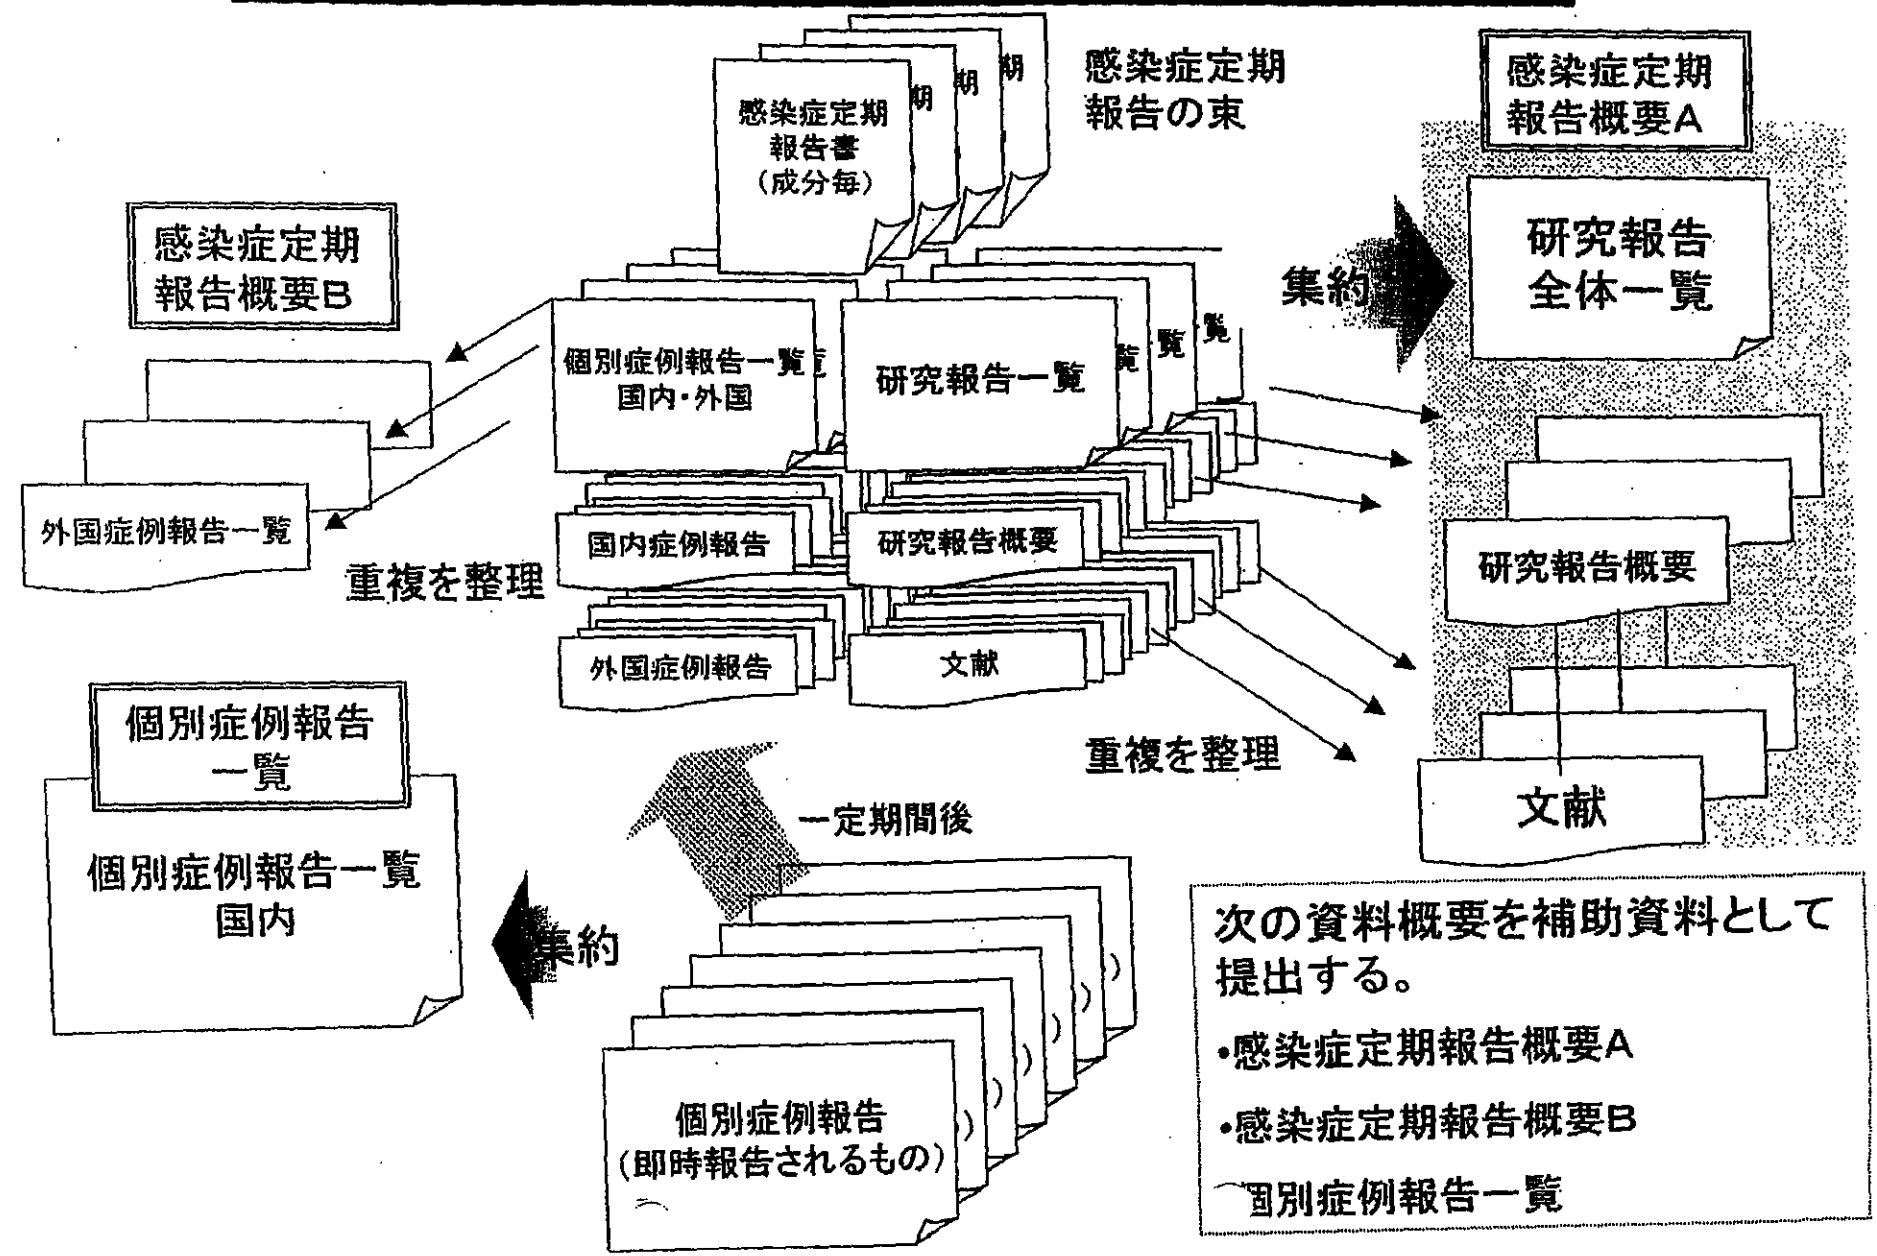 感染症定期
報告書
(成分毎)
期
期
期
感染症定期
報告の束
感染症定期
報告概要A
研究報告
全体一覧
集約
感染症定期
報告概要B
個別症例報告一覧
国内・外国
研究報告一覧
覧
覧
覧
外国症例報告一覧
重複を整理
国内症例報告
研究報告概要
外国症例報告
文献
研究報告概要
重複を整理
文献
個別症例報告
一覧
個別症例報告一覧
国内
集約
一定期間後
個別症例報告
(即時報告されるもの)
)
)
)
)
)
)
次の資料概要を補助資料として
提出する。
・感染症定期報告概要A
・感染症定期報告概要B
個別症例報告一覧